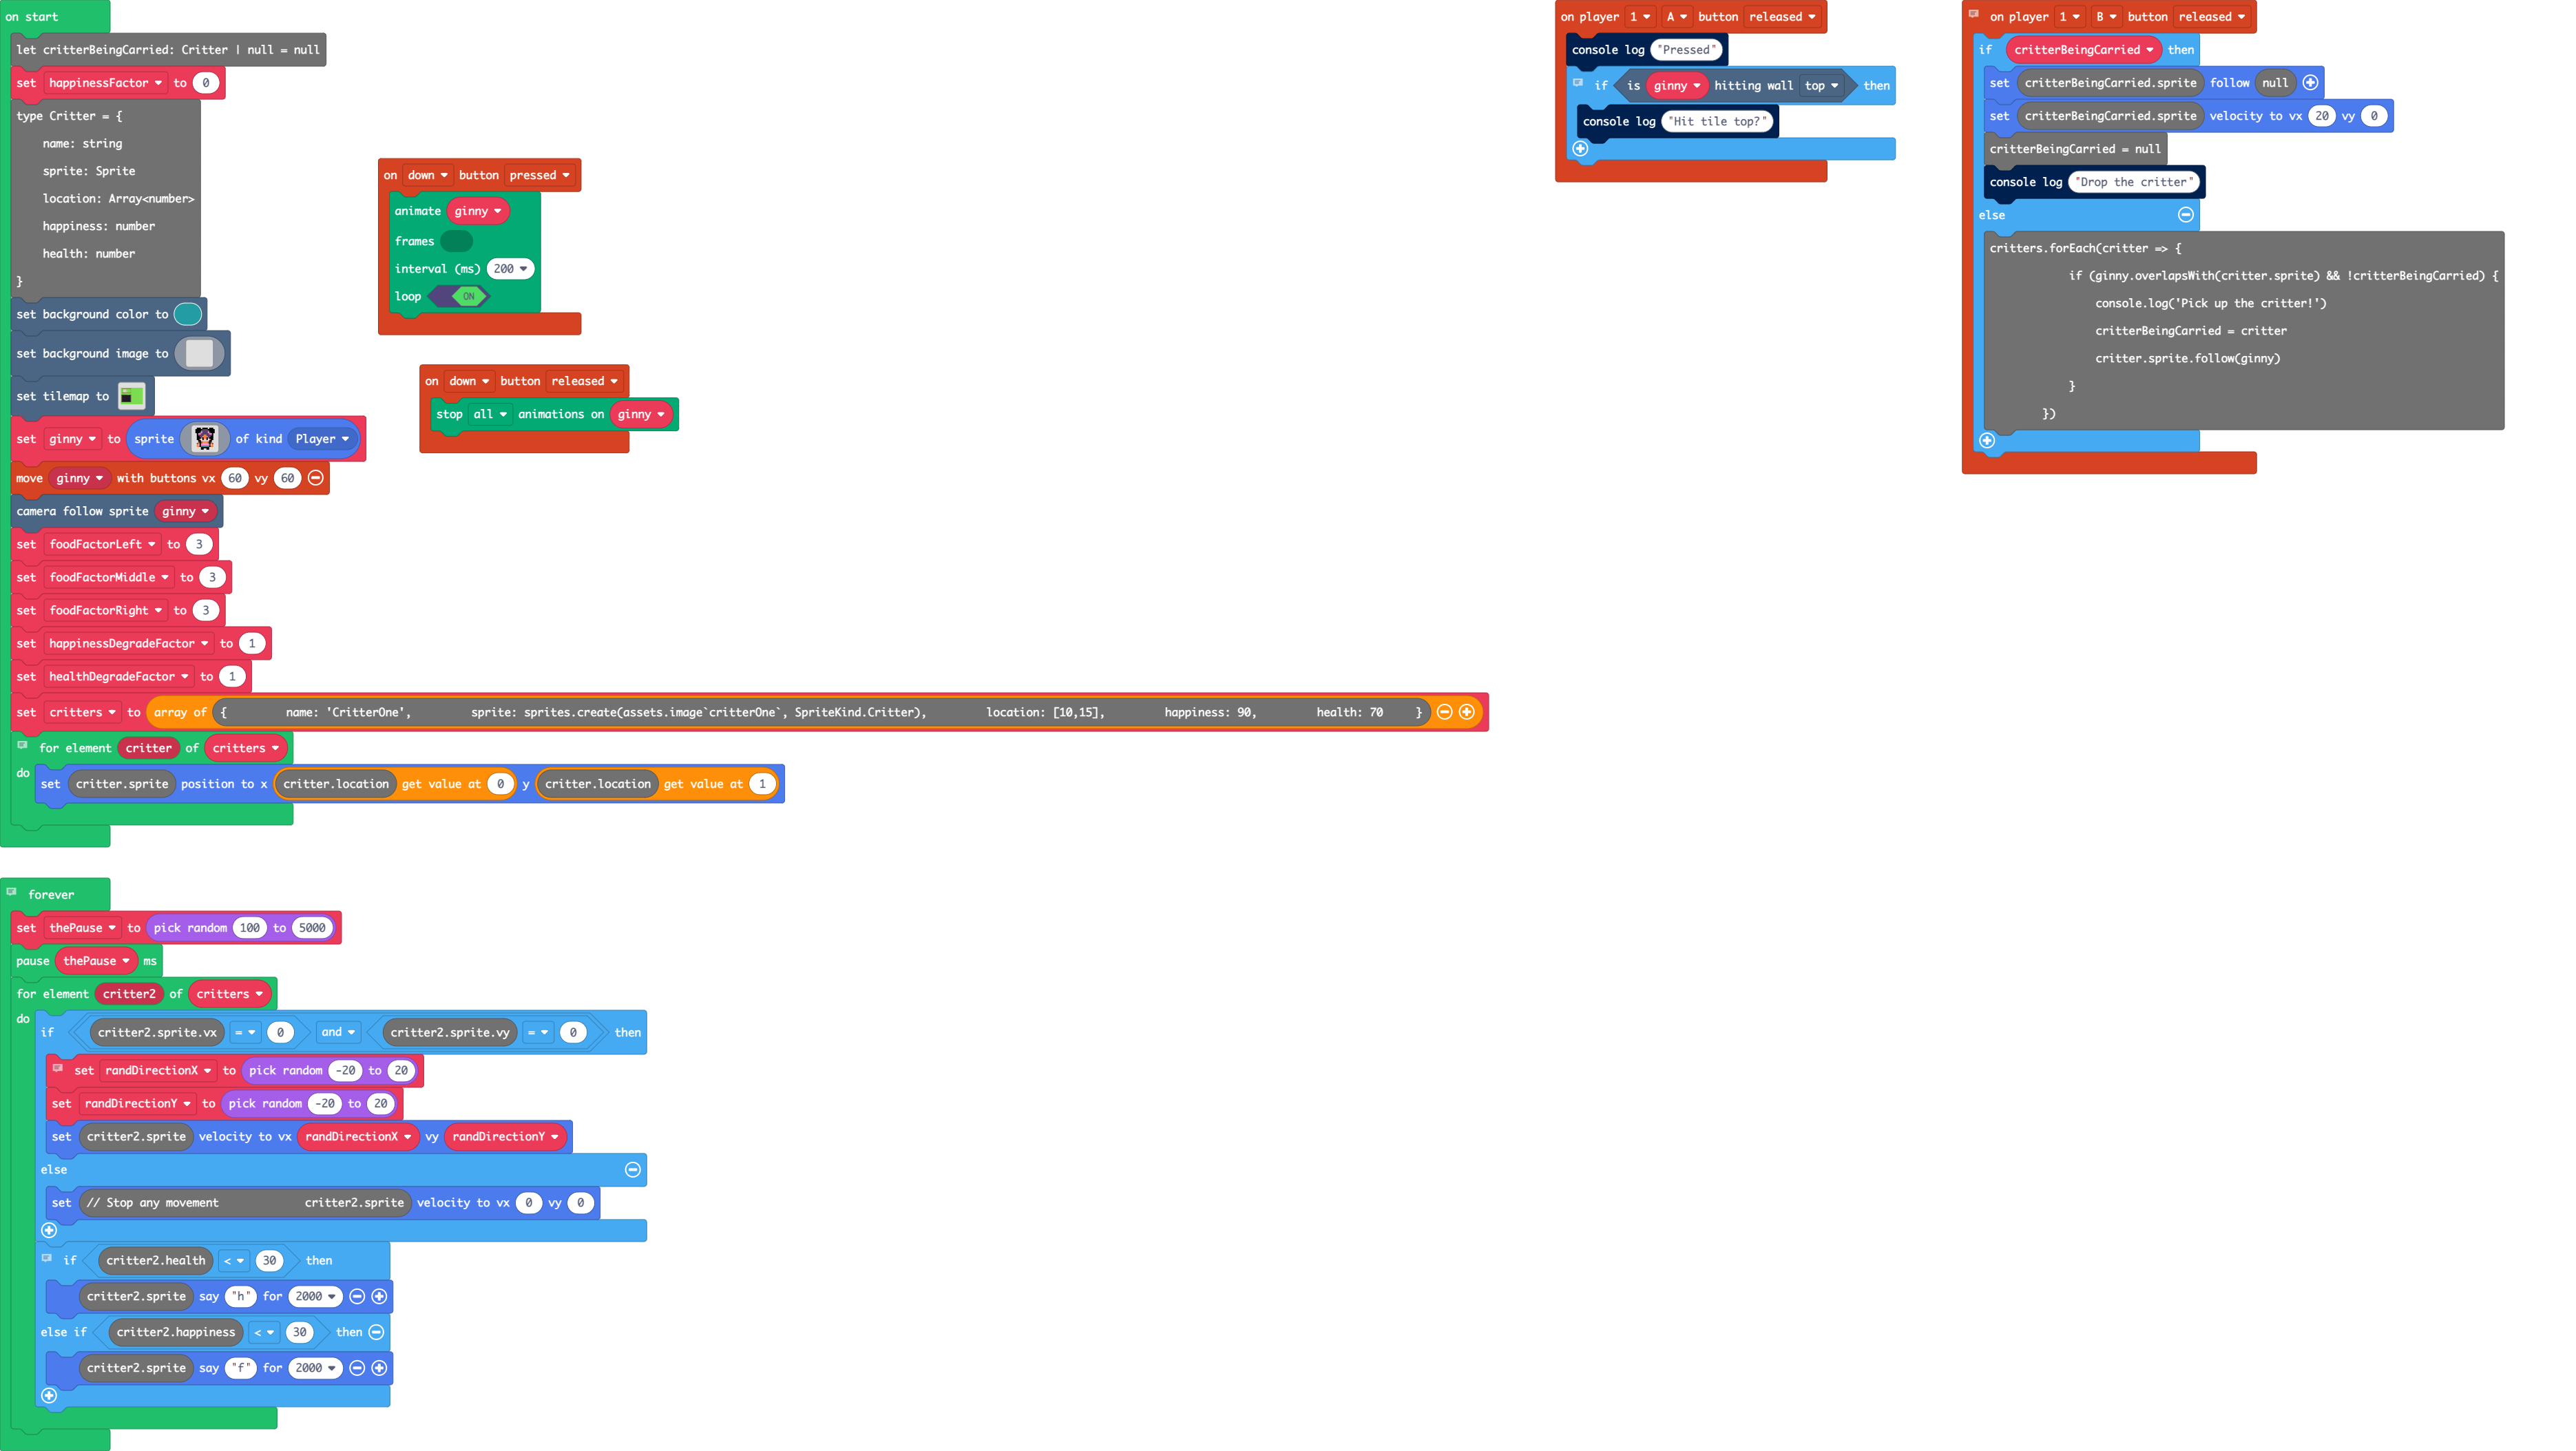 on start
let critterBeingCarried: Critter | null = null
set happinessFactor to 0
type Critter = {
name: string
sprite: Sprite
location: Array<number>
happiness: number
health: number
}
set background color to
set background image to
set tilemap to
set ginny to sprite of kind Player
move ginny with buttons vx 60 vy 60
camera follow sprite ginny
set foodFactorLeft to 3
set foodFactorMiddle to 3
set foodFactorRight to 3
set happinessDegradeFactor to 1
set healthDegradeFactor to 1
set critters to array of { name: 'CritterOne', sprite: sprites.create(assets.image`critterOne`, SpriteKind.Critter), location: [10,15], happiness: 90, health: 70 }
for element critter of critters
do set critter.sprite position to x critter.location get value at 0 y critter.location get value at 1
on down button pressed
animate ginny
frames
interval (ms) 200
loop ON
on down button released
stop all animations on ginny
on player 1 A button released
console log "Pressed"
if is ginny hitting wall top then
console log "Hit tile top?"
on player 1 B button released
if critterBeingCarried then
set critterBeingCarried.sprite follow null
set critterBeingCarried.sprite velocity to vx 20 vy 0
critterBeingCarried = null
console log "Drop the critter"
else
critters.forEach(critter => {
if (ginny.overlapsWith(critter.sprite) && !critterBeingCarried) {
console.log('Pick up the critter!')
critterBeingCarried = critter
critter.sprite.follow(ginny)
}
})
forever
set thePause to pick random 100 to 5000
pause thePause ms
for element critter2 of critters
do if critter2.sprite.vx = 0 and critter2.sprite.vy = 0 then
set randDirectionX to pick random -20 to 20
set randDirectionY to pick random -20 to 20
set critter2.sprite velocity to vx randDirectionX vy randDirectionY
else
set // Stop any movement critter2.sprite velocity to vx 0 vy 0
if critter2.health < 30 then
critter2.sprite say "h" for 2000
else if critter2.happiness < 30 then
critter2.sprite say "f" for 2000